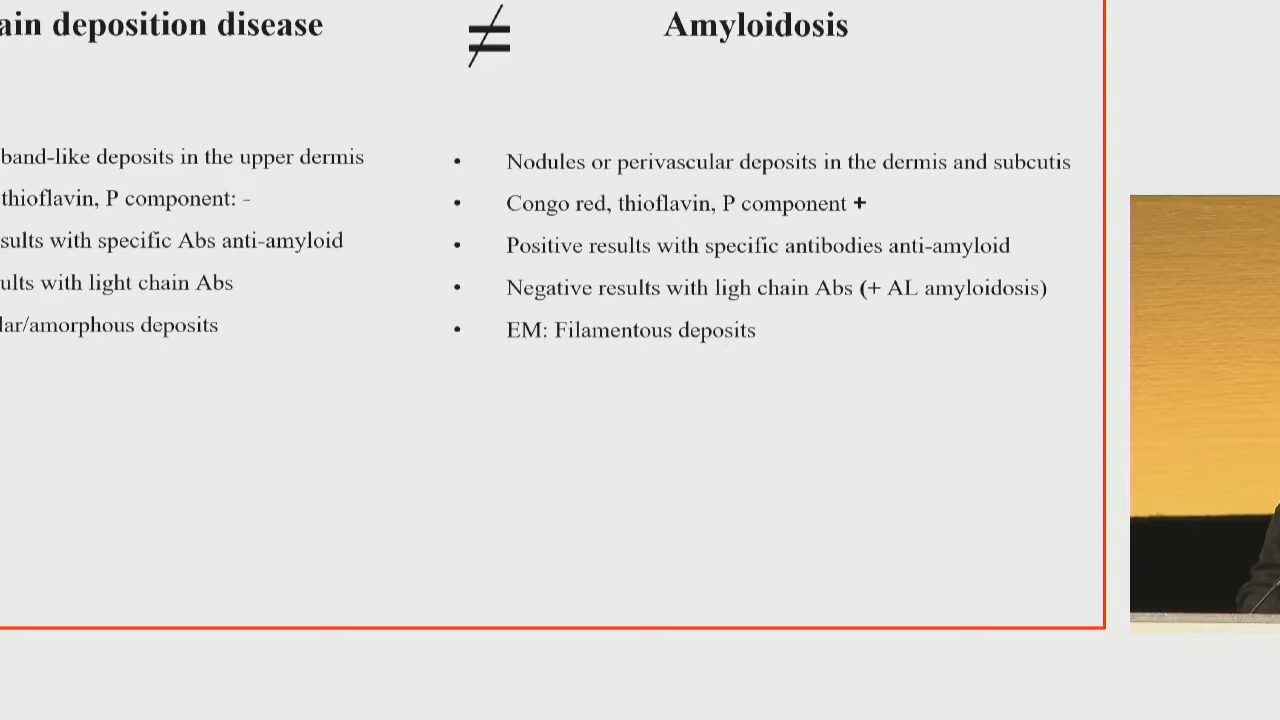 ain deposition disease
≠
Amyloidosis
band-like deposits in the upper dermis
thioflavin, P component: -
sults with specific Abs anti-amyloid
ults with light chain Abs
lar/amorphous deposits
• Nodules or perivascular deposits in the dermis and subcutis
• Congo red, thioflavin, P component +
• Positive results with specific antibodies anti-amyloid
• Negative results with ligh chain Abs (+ AL amyloidosis)
• EM: Filamentous deposits